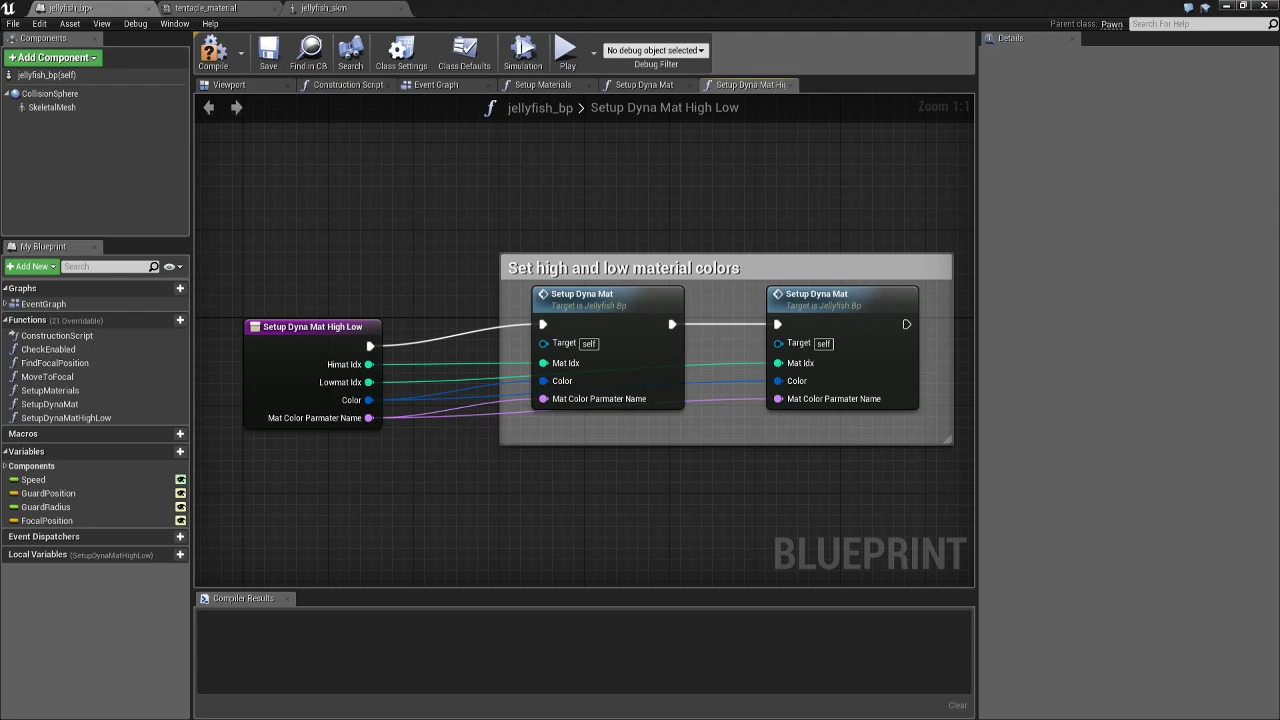 jellyfish_bp*
tentacle_material
jellyfish_skm
File Edit Asset View Debug Window Help
Parent class: Pawn
Search For Help
Components
+ Add Component
jellyfish_bp(self)
CollisionSphere
SkeletalMesh
Compile Save Find in CB Search Class Settings Class Defaults Simulation Play
No debug object selected
Debug Filter
Details
Viewport Construction Script Event Graph Setup Materials Setup Dyna Mat Setup Dyna Mat Hig
jellyfish_bp > Setup Dyna Mat High Low
Zoom 1:1
My Blueprint
+ Add New
Search
Graphs
EventGraph
Functions (21 Overridable)
ConstructionScript
CheckEnabled
FindFocalPosition
MoveToFocal
SetupMaterials
SetupDynaMat
SetupDynaMatHighLow
Macros
Variables
Components
Speed
GuardPosition
GuardRadius
FocalPosition
Event Dispatchers
Local Variables (SetupDynaMatHighLow)
Setup Dyna Mat High Low
Himat Idx
Lowmat Idx
Color
Mat Color Parmater Name
Set high and low material colors
Setup Dyna Mat
Target is Jellyfish Bp
Target self
Mat Idx
Color
Mat Color Parmater Name
Setup Dyna Mat
Target is Jellyfish Bp
Target self
Mat Idx
Color
Mat Color Parmater Name
BLUEPRINT
Compiler Results
Clear